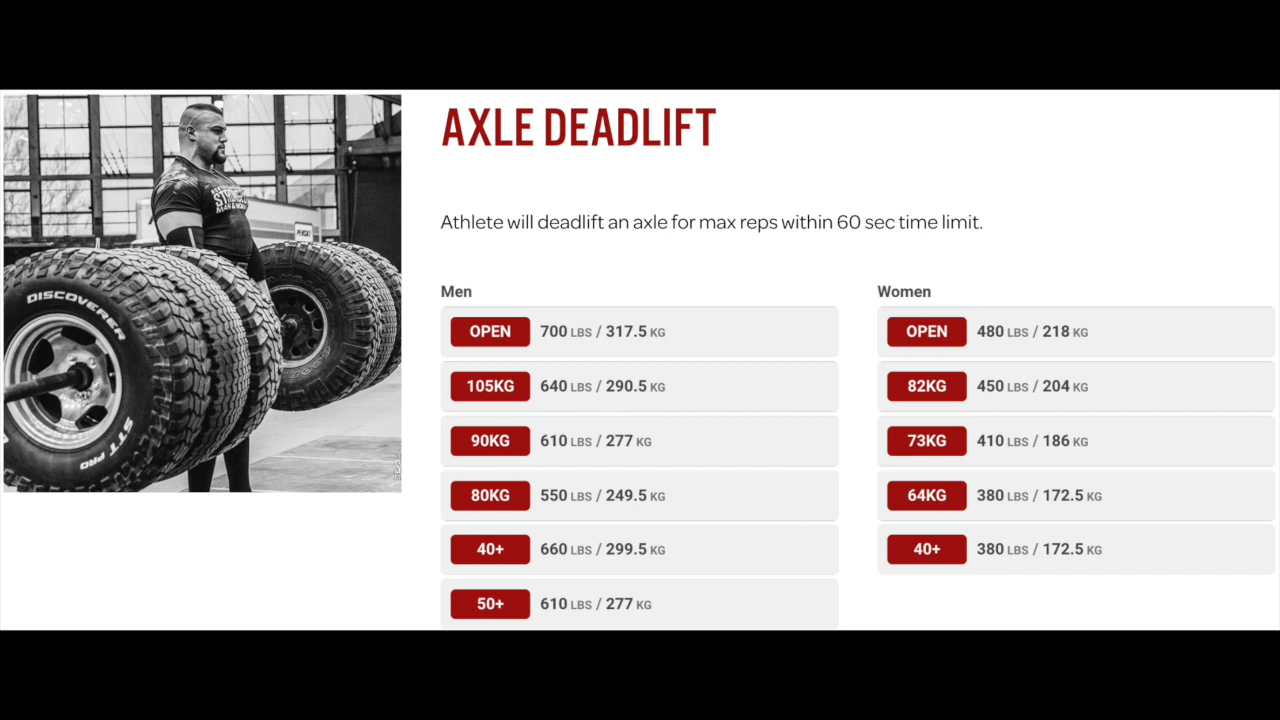 AXLE DEADLIFT
Athlete will deadlift an axle for max reps within 60 sec time limit.
Men
OPEN 700 LBS / 317.5 KG
105KG 640 LBS / 290.5 KG
90KG 610 LBS / 277 KG
80KG 550 LBS / 249.5 KG
40+ 660 LBS / 299.5 KG
50+ 610 LBS / 277 KG
Women
OPEN 480 LBS / 218 KG
82KG 450 LBS / 204 KG
73KG 410 LBS / 186 KG
64KG 380 LBS / 172.5 KG
40+ 380 LBS / 172.5 KG
DISCOVERER
STT PRO